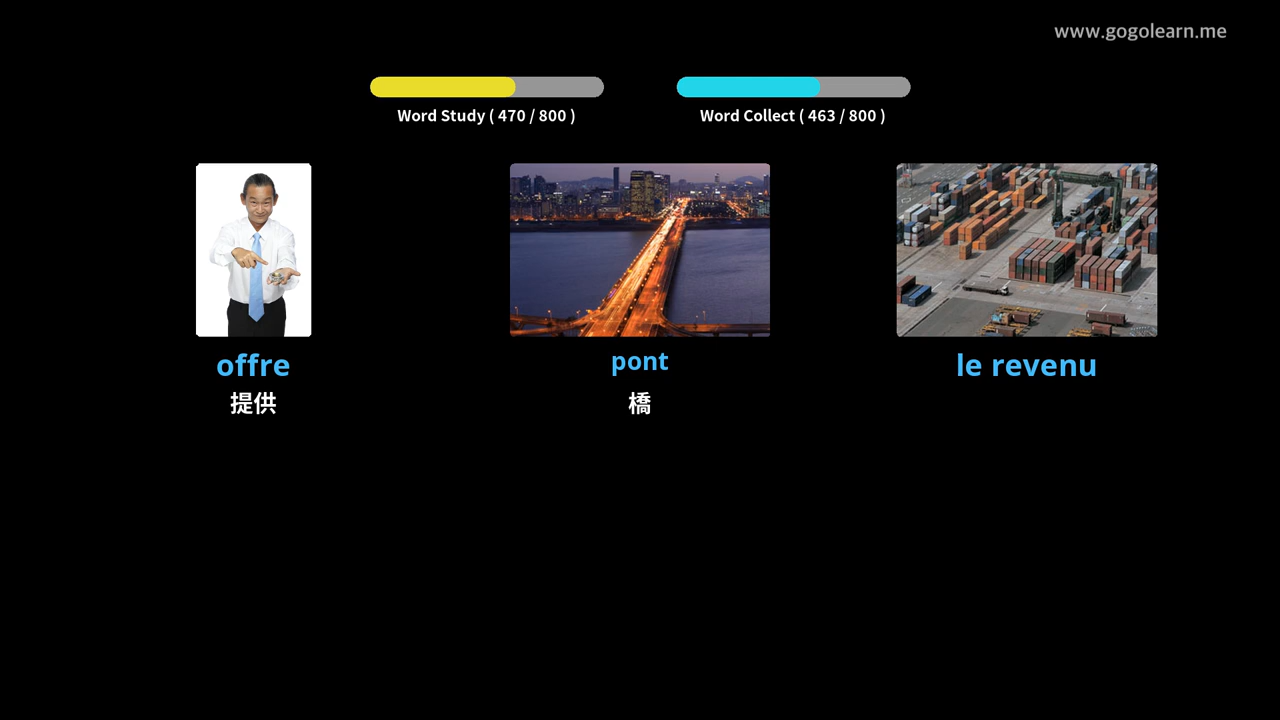 www.gogolearn.me
Word Study ( 470 / 800 )
Word Collect ( 463 / 800 )
offre
提供
pont
橋
le revenu